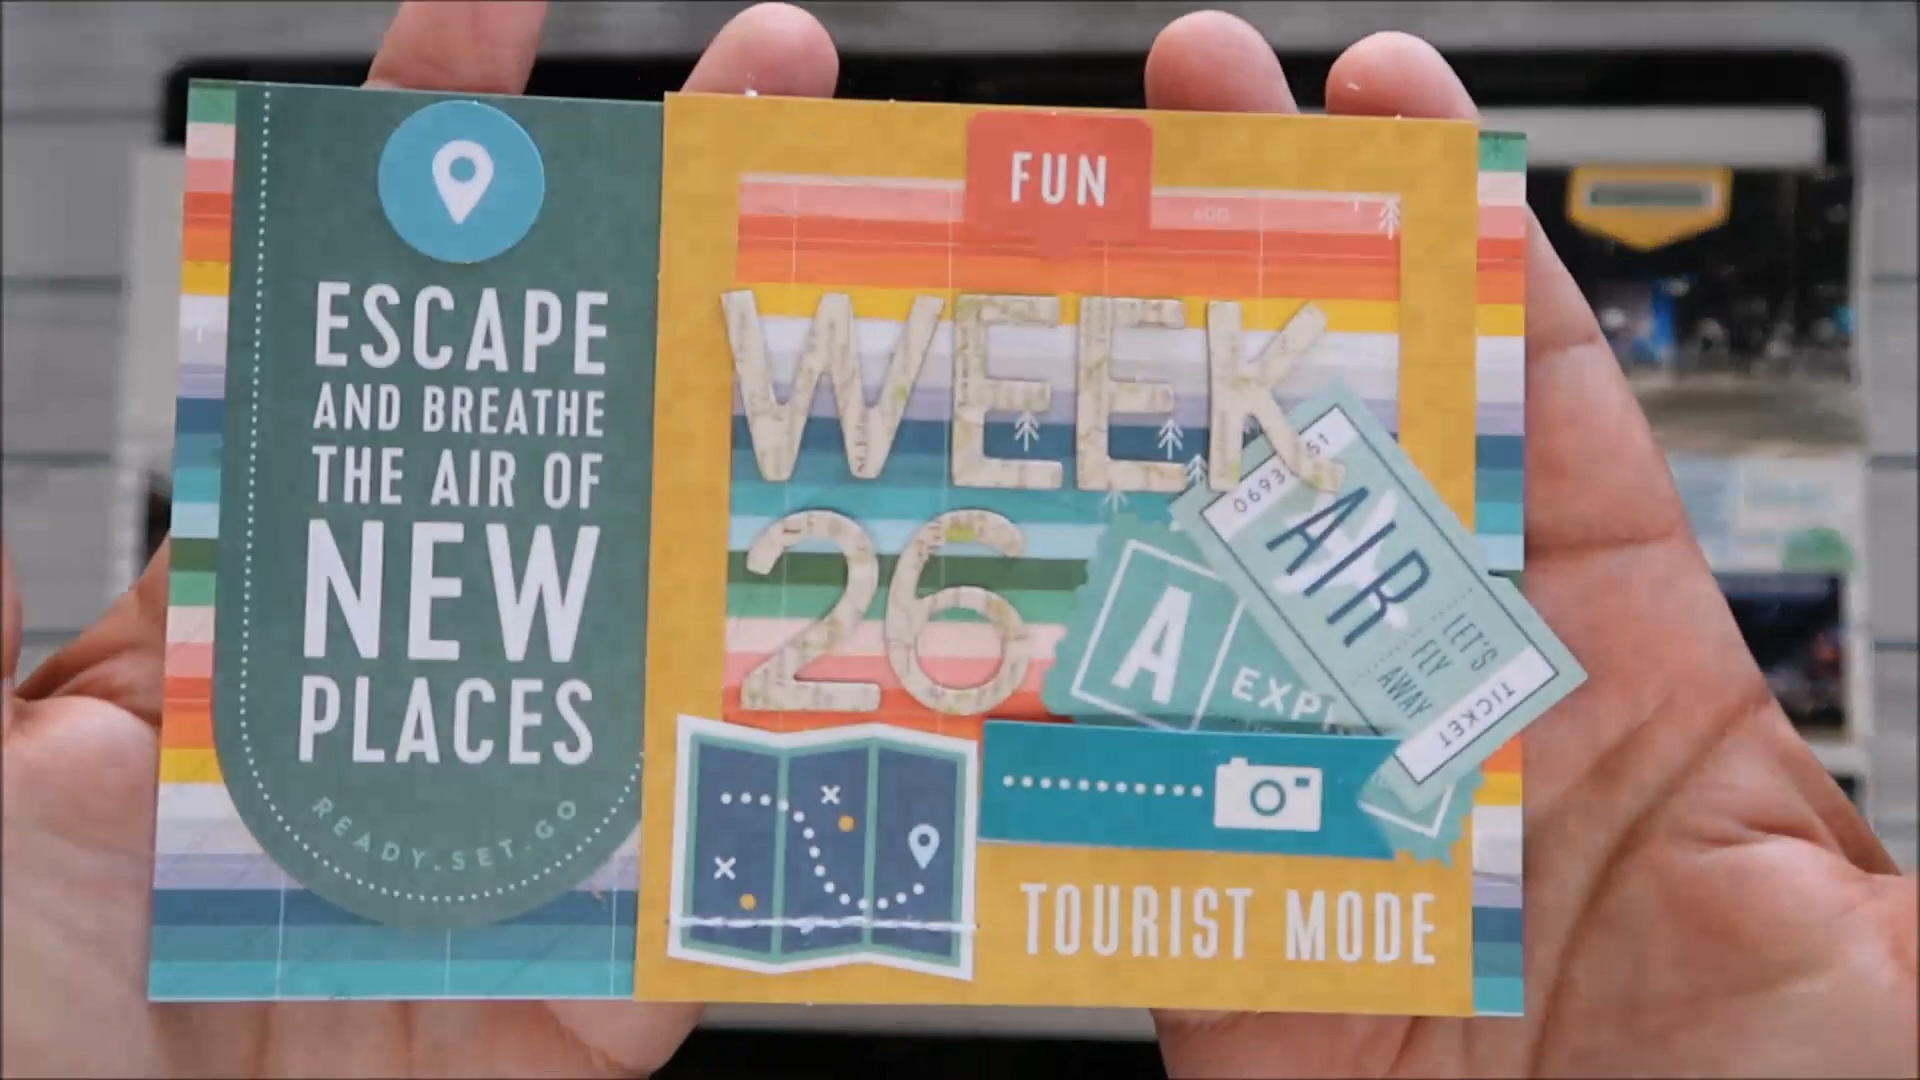 ESCAPE
AND BREATHE
THE AIR OF
NEW
PLACES
READY.SET.GO
FUN
600
WEEK
26
AIR
LET'S
FLY
AWAY
TICKET
A
TOURIST MODE